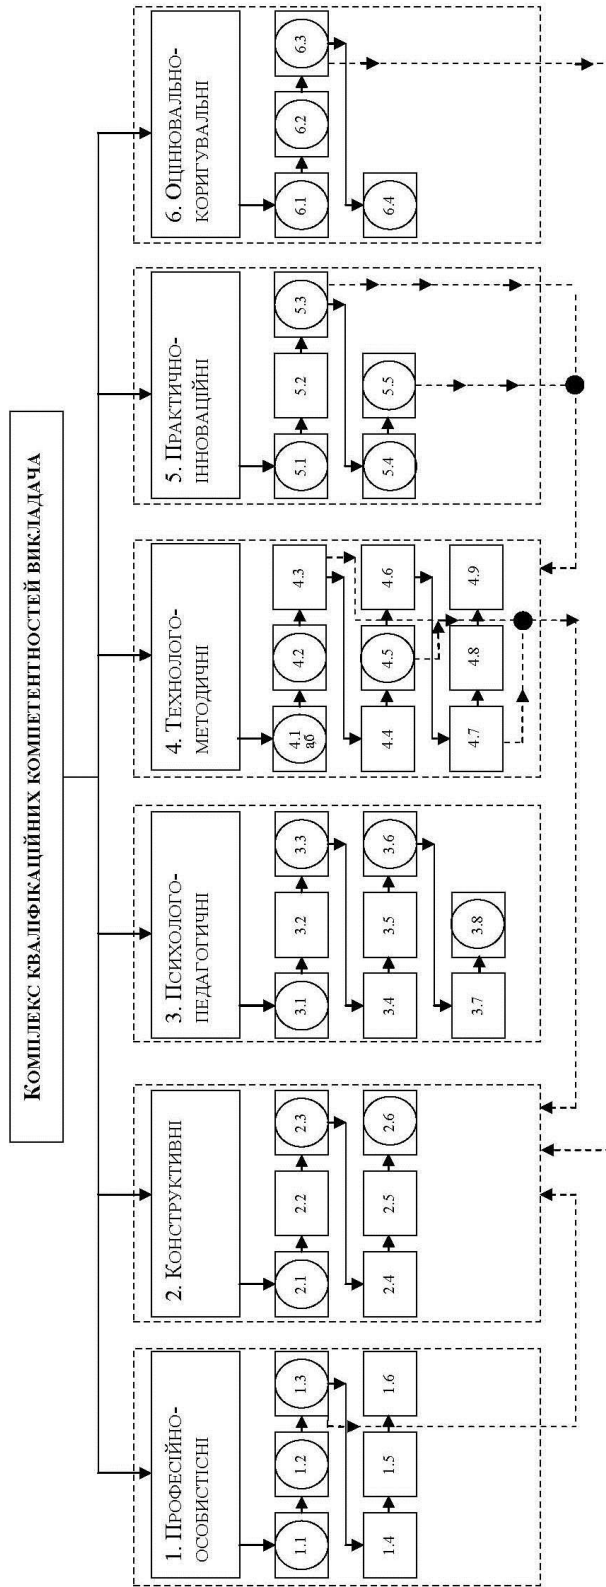 КОМПЛЕКС КВАЛІФІКАЦІЙНИХ КОМПЕТЕНТНОСТЕЙ ВИКЛАДАЧА
1. ПРОФЕСІЙНО-
ОСОБИСТІСНІ
1.1
1.2
1.3
1.4
1.5
1.6
2. КОНСТРУКТИВНІ
2.1
2.2
2.3
2.4
2.5
2.6
3. ПСИХОЛОГО-
ПЕДАГОГИЧНІ
3.1
3.2
3.3
3.4
3.5
3.6
3.7
3.8
4. ТЕХНОЛОГО-
МЕТОДИЧНІ
4.1
аб
4.2
4.3
4.4
4.5
4.6
4.7
4.8
4.9
5. ПРАКТИЧНО-
ІННОВАЦІЙНІ
5.1
5.2
5.3
5.4
5.5
6. ОЦІНЮВАЛЬНО-
КОРИГУВАЛЬНІ
6.1
6.2
6.3
6.4